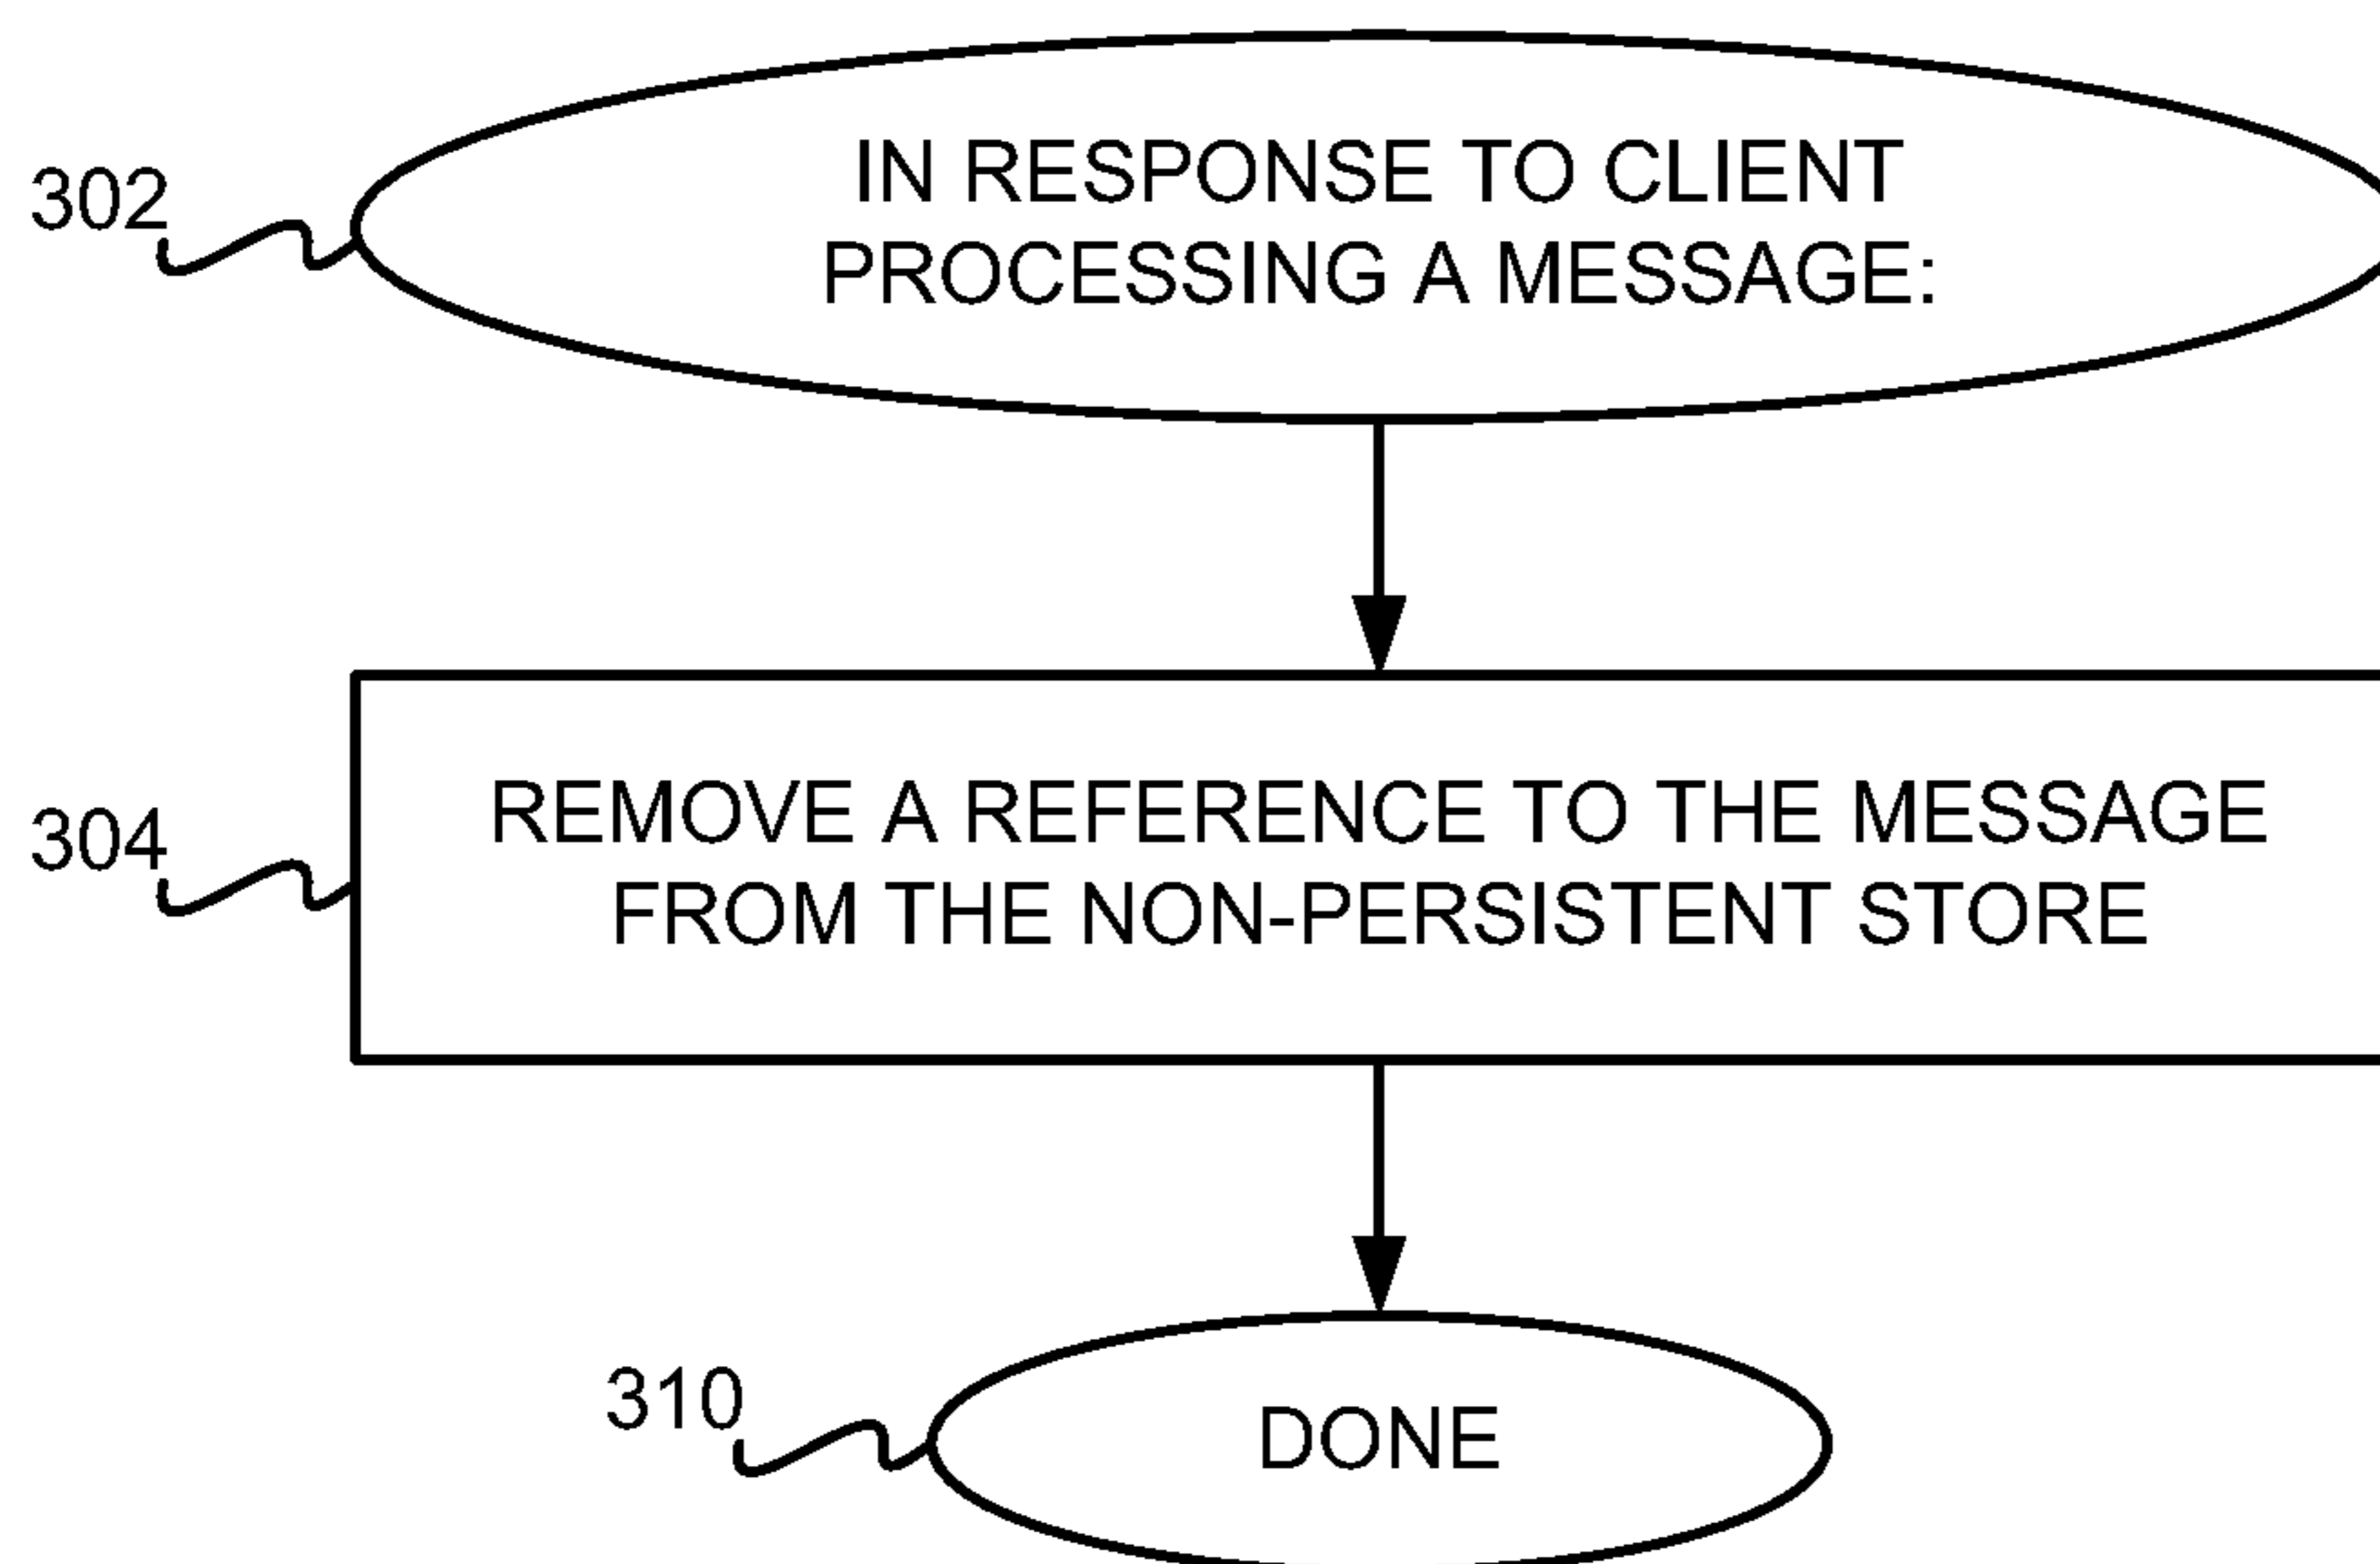 302
IN RESPONSE TO CLIENT
PROCESSING A MESSAGE:
304
REMOVE A REFERENCE TO THE MESSAGE
FROM THE NON-PERSISTENT STORE
310
DONE